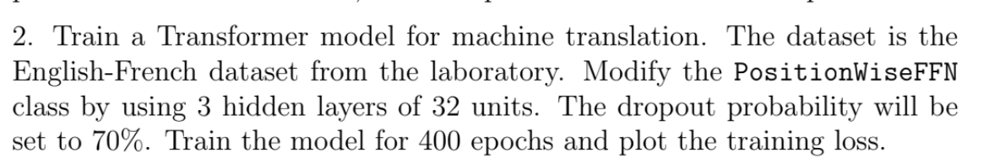 2. Train a Transformer model for machine translation. The dataset is the
English-French dataset from the laboratory. Modify the PositionWiseFFN
class by using 3 hidden layers of 32 units. The dropout probability will be
set to 70%. Train the model for 400 epochs and plot the training loss.